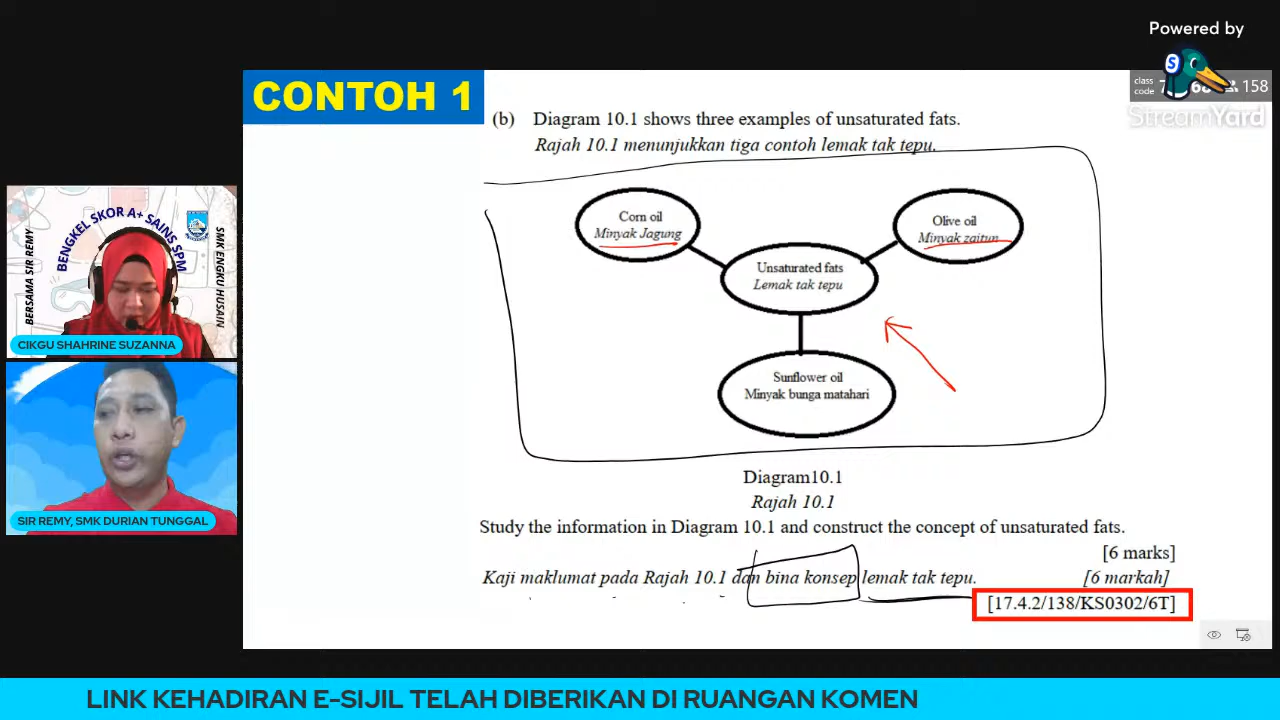 Powered by
StreamYard
class
code
158
CONTOH 1
(b) Diagram 10.1 shows three examples of unsaturated fats.
Rajah 10.1 menunjukkan tiga contoh lemak tak tepu.
Corn oil
Minyak Jagung
Olive oil
Minyak zaitun
Unsaturated fats
Lemak tak tepu
Sunflower oil
Minyak bunga matahari
Diagram10.1
Rajah 10.1
Study the information in Diagram 10.1 and construct the concept of unsaturated fats.
[6 marks]
Kaji maklumat pada Rajah 10.1 dan bina konsep lemak tak tepu.
[6 markah]
[17.4.2/138/KS0302/6T]
BERSAMA SIR REMY
BENGKEL SKOR A+ SAINS SPM
SMK ENGKU HUSAIN
CIKGU SHAHRINE SUZANNA
SIR REMY, SMK DURIAN TUNGGAL
LINK KEHADIRAN E-SIJIL TELAH DIBERIKAN DI RUANGAN KOMEN